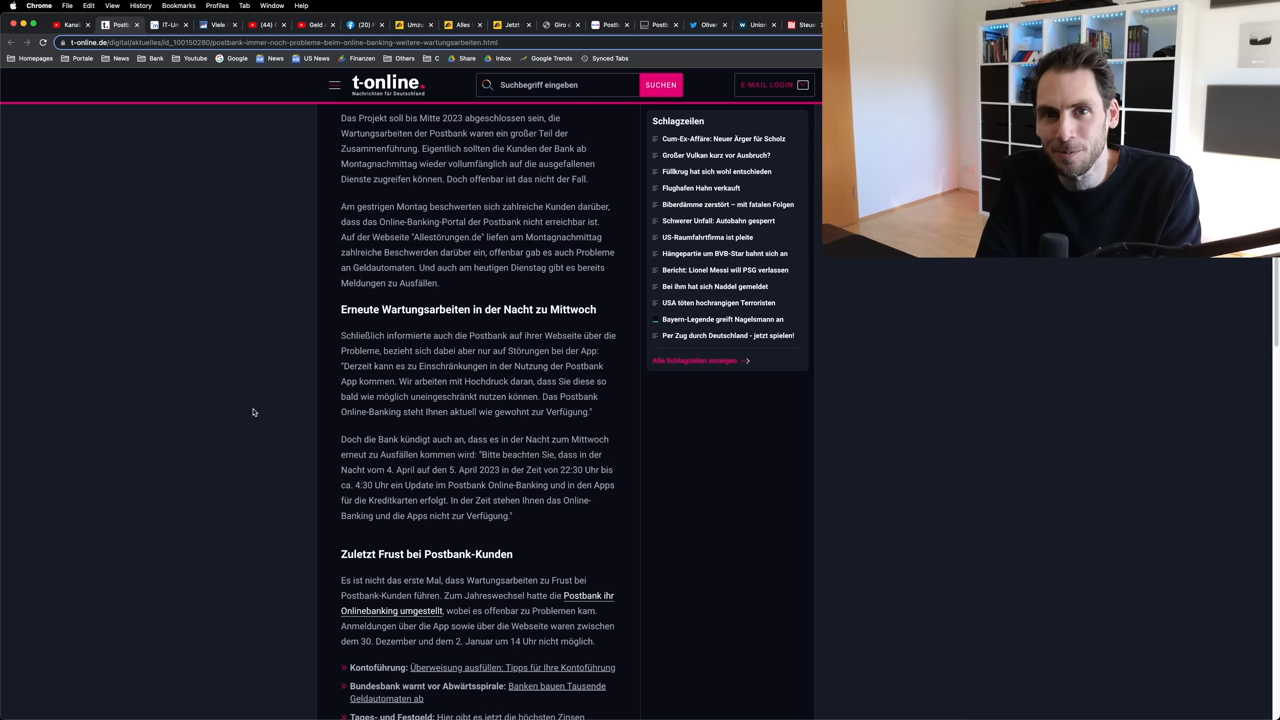 Chrome File Edit View History Bookmarks Profiles Tab Window Help
Kana Postb IT-Un Viele (44) ( Geld (20) F Umzu Alles Jetzt Giro d Postb Postb Olive Union Steue
t-online.de/digital/aktuelles/id_100150280/postbank-immer-noch-probleme-beim-online-banking-weitere-wartungsarbeiten.html
Homepages Portale News Bank Youtube Google News US News Finanzen Others C Share Inbox Google Trends Synced Tabs
t-online.
Nachrichten für Deutschland
Suchbegriff eingeben
SUCHEN
E-MAIL LOGIN
Das Projekt soll bis Mitte 2023 abgeschlossen sein, die
Wartungsarbeiten der Postbank waren ein großer Teil der
Zusammenführung. Eigentlich sollten die Kunden der Bank ab
Montagnachmittag wieder vollumfänglich auf die ausgefallenen
Dienste zugreifen können. Doch offenbar ist das nicht der Fall.
Am gestrigen Montag beschwerten sich zahlreiche Kunden darüber,
dass das Online-Banking-Portal der Postbank nicht erreichbar ist.
Auf der Webseite "Allestörungen.de" liefen am Montagnachmittag
zahlreiche Beschwerden darüber ein, offenbar gab es auch Probleme
an Geldautomaten. Und auch am heutigen Dienstag gibt es bereits
Meldungen zu Ausfällen.
Erneute Wartungsarbeiten in der Nacht zu Mittwoch
Schließlich informierte auch die Postbank auf ihrer Webseite über die
Probleme, bezieht sich dabei aber nur auf Störungen bei der App:
"Derzeit kann es zu Einschränkungen in der Nutzung der Postbank
App kommen. Wir arbeiten mit Hochdruck daran, dass Sie diese so
bald wie möglich uneingeschränkt nutzen können. Das Postbank
Online-Banking steht Ihnen aktuell wie gewohnt zur Verfügung."
Doch die Bank kündigt auch an, dass es in der Nacht zum Mittwoch
erneut zu Ausfällen kommen wird: "Bitte beachten Sie, dass in der
Nacht vom 4. April auf den 5. April 2023 in der Zeit von 22:30 Uhr bis
ca. 4:30 Uhr ein Update im Postbank Online-Banking und in den Apps
für die Kreditkarten erfolgt. In der Zeit stehen Ihnen das Online-
Banking und die Apps nicht zur Verfügung."
Zuletzt Frust bei Postbank-Kunden
Es ist nicht das erste Mal, dass Wartungsarbeiten zu Frust bei
Postbank-Kunden führen. Zum Jahreswechsel hatte die Postbank ihr
Onlinebanking umgestellt, wobei es offenbar zu Problemen kam.
Anmeldungen über die App sowie über die Webseite waren zwischen
dem 30. Dezember und dem 2. Januar um 14 Uhr nicht möglich.
Kontoführung: Überweisung ausfüllen: Tipps für Ihre Kontoführung
Bundesbank warnt vor Abwärtsspirale: Banken bauen Tausende
Geldautomaten ab
Tages- und Festgeld: Hier gibt es jetzt die höchsten Zinsen
Schlagzeilen
Cum-Ex-Affäre: Neuer Ärger für Scholz
Großer Vulkan kurz vor Ausbruch?
Füllkrug hat sich wohl entschieden
Flughafen Hahn verkauft
Biberdämme zerstört – mit fatalen Folgen
Schwerer Unfall: Autobahn gesperrt
US-Raumfahrtfirma ist pleite
Hängepartie um BVB-Star bahnt sich an
Bericht: Lionel Messi will PSG verlassen
Bei ihm hat sich Naddel gemeldet
USA töten hochrangigen Terroristen
Bayern-Legende greift Nagelsmann an
Per Zug durch Deutschland - jetzt spielen!
Alle Schlagzeilen anzeigen